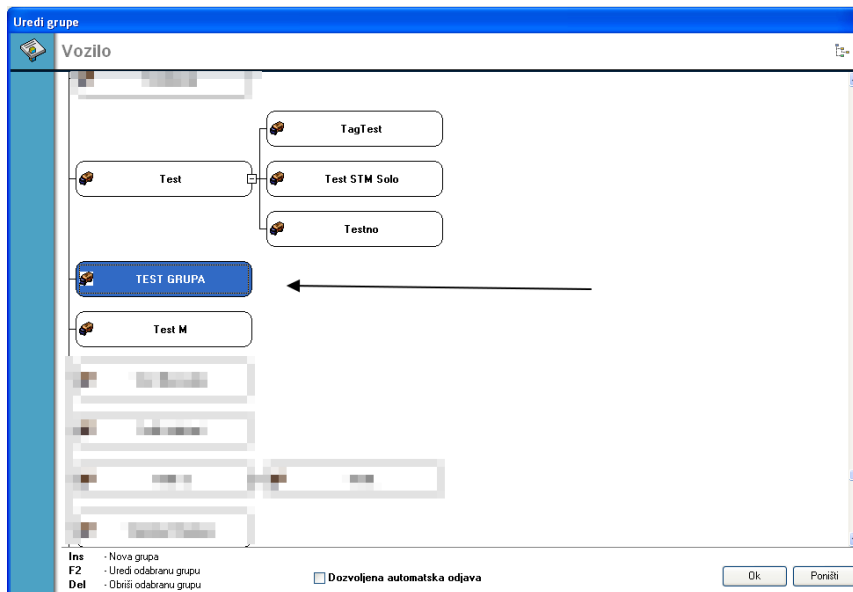 Uredi grupe
Vozilo
TagTest
Test
Test STM Solo
Testno
TEST GRUPA
Test M
Ins - Nova grupa
F2 - Uredi odabranu grupu
Del - Obriši odabranu grupu
Dozvoljena automatska odjava
Ok
Poništi